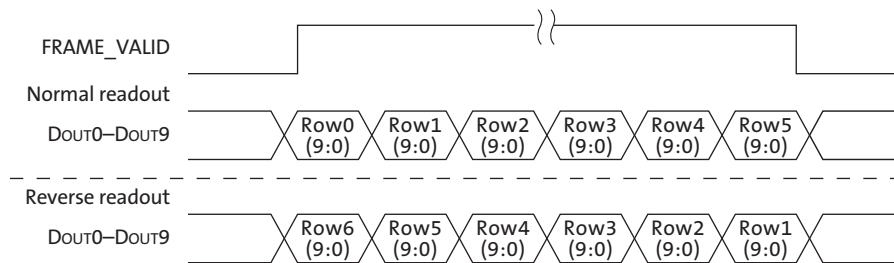 FRAME_VALID
Normal readout
DOUT0–DOUT9
Row0 Row1 Row2 Row3 Row4 Row5
(9:0) (9:0) (9:0) (9:0) (9:0) (9:0)
Reverse readout
DOUT0–DOUT9
Row6 Row5 Row4 Row3 Row2 Row1
(9:0) (9:0) (9:0) (9:0) (9:0) (9:0)